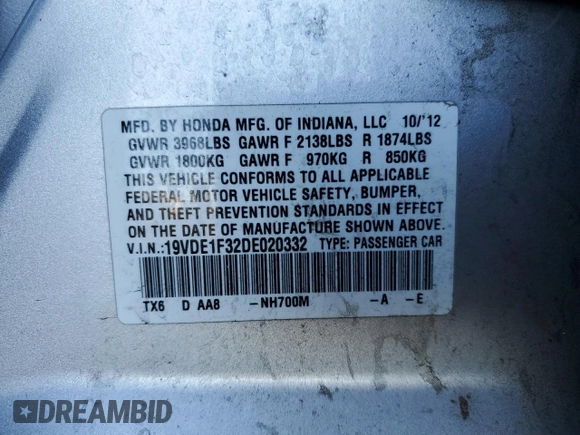 MFD. BY HONDA MFG. OF INDIANA, LLC 10/'12
GVWR 3968LBS GAWR F 2138LBS R 1874LBS
GVWR 1800KG GAWR F 970KG R 850KG
THIS VEHICLE CONFORMS TO ALL APPLICABLE
FEDERAL MOTOR VEHICLE SAFETY, BUMPER,
AND THEFT PREVENTION STANDARDS IN EFFECT
ON THE DATE OF MANUFACTURE SHOWN ABOVE.
V.I.N.:19VDE1F32DE020332 TYPE: PASSENGER CAR
TX6 D AA8 -NH700M -A -E
DREAMBID